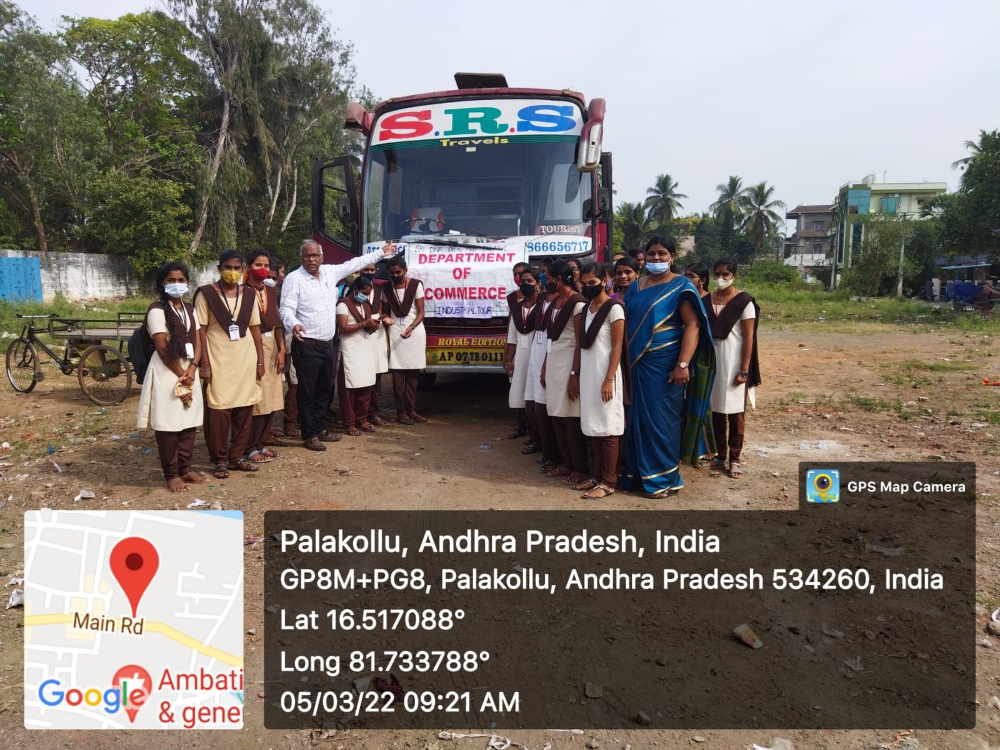 S.R.S
Travels
TOURIST
866656717
SRI DNR GDC (W) PALAKOL
DEPARTMENT
OF
COMMERCE
INDUSTRIAL TOUR
ROYAL EDITION
AP 07 TB 0111
GPS Map Camera
Palakollu, Andhra Pradesh, India
GP8M+PG8, Palakollu, Andhra Pradesh 534260, India
Lat 16.517088°
Long 81.733788°
05/03/22 09:21 AM
Main Rd
Google
Ambati
& gene